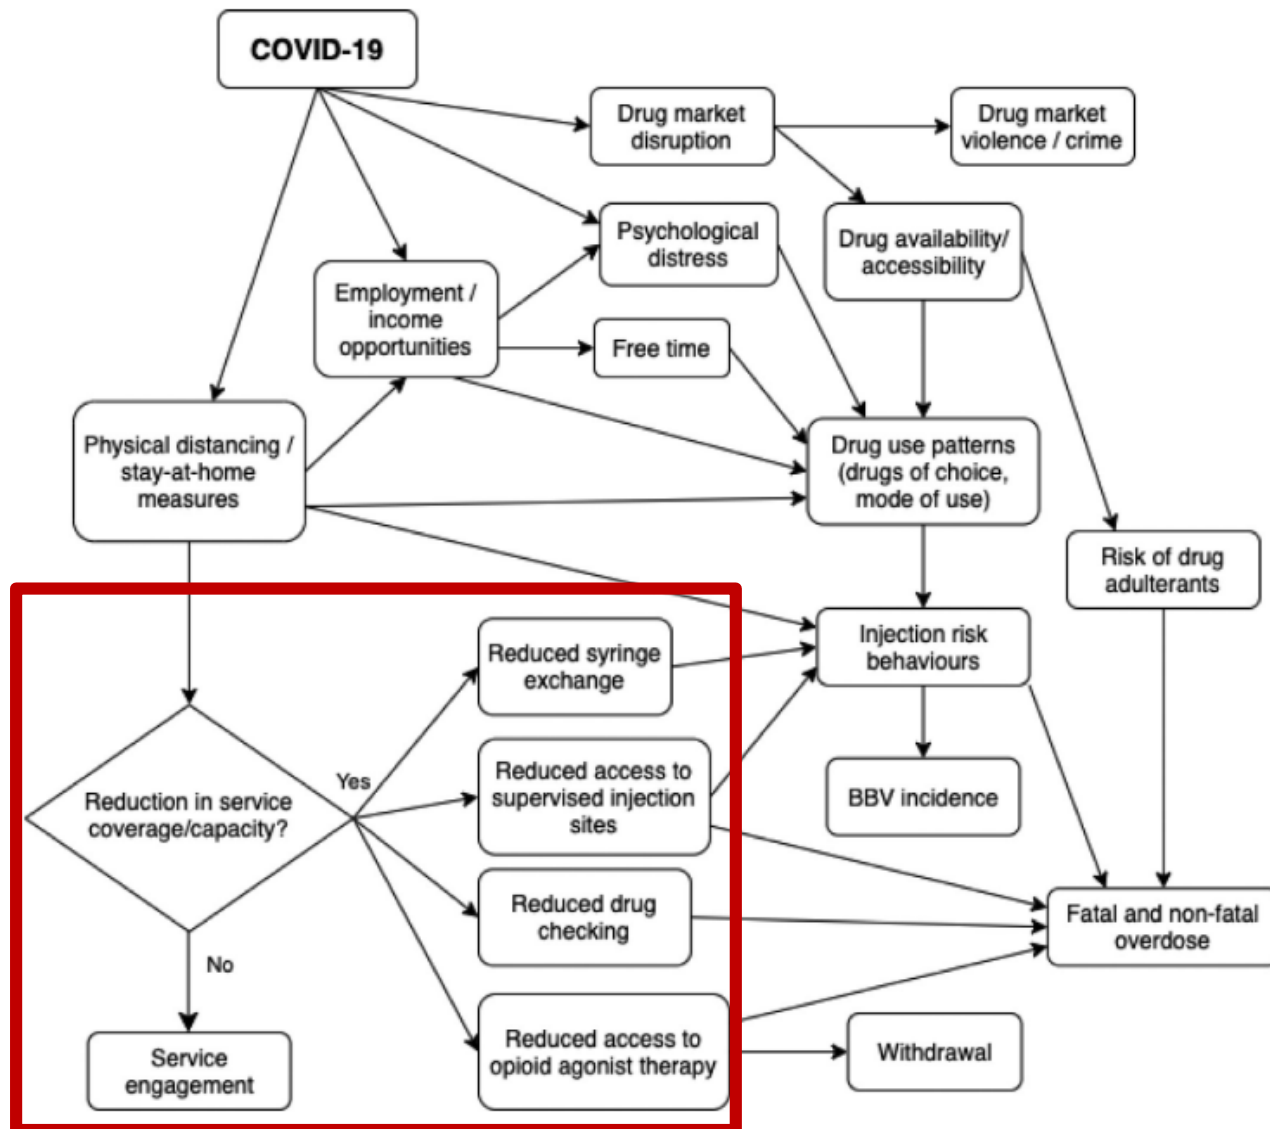 COVID-19
Drug market
disruption
Drug market
violence / crime
Psychological
distress
Drug availability/
accessibility
Employment /
income
opportunities
Free time
Physical distancing /
stay-at-home
measures
Drug use patterns
(drugs of choice,
mode of use)
Risk of drug
adulterants
Reduced syringe
exchange
Injection risk
behaviours
Yes
Reduction in service
coverage/capacity?
Reduced access to
supervised injection
sites
BBV incidence
Reduced drug
checking
Fatal and non-fatal
overdose
No
Service
engagement
Reduced access to
opioid agonist therapy
Withdrawal